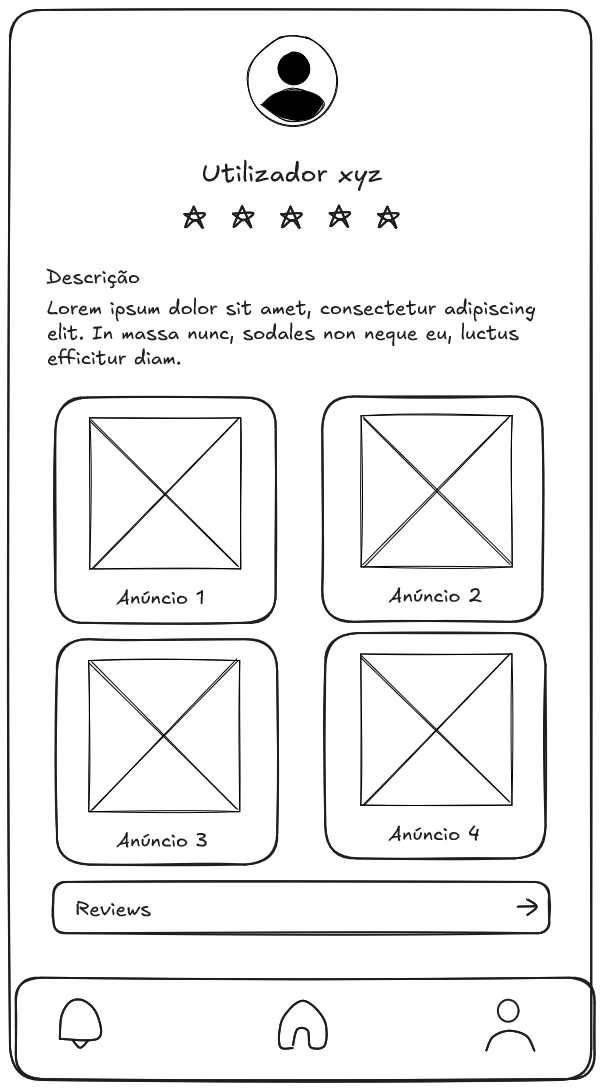 Utilizador xyz
Descrição
Lorem ipsum dolor sit amet, consectetur adipiscing
elit. In massa nunc, sodales non neque eu, luctus
efficitur diam.
Anúncio 1
Anúncio 2
Anúncio 3
Anúncio 4
Reviews